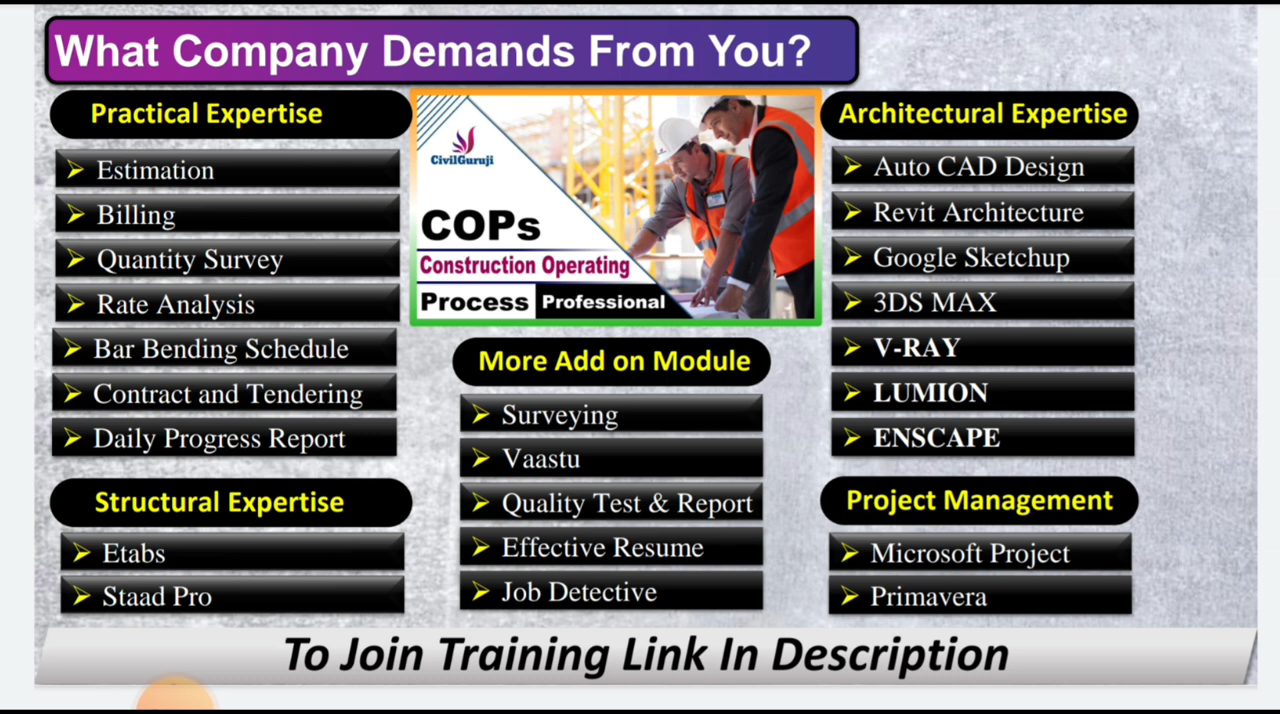 What Company Demands From You?
Practical Expertise
Estimation
Billing
Quantity Survey
Rate Analysis
Bar Bending Schedule
Contract and Tendering
Daily Progress Report
Structural Expertise
Etabs
Staad Pro
CivilGuruji
COPs
Construction Operating
Process Professional
More Add on Module
Surveying
Vaastu
Quality Test & Report
Effective Resume
Job Detective
Architectural Expertise
Auto CAD Design
Revit Architecture
Google Sketchup
3DS MAX
V-RAY
LUMION
ENSCAPE
Project Management
Microsoft Project
Primavera
To Join Training Link In Description